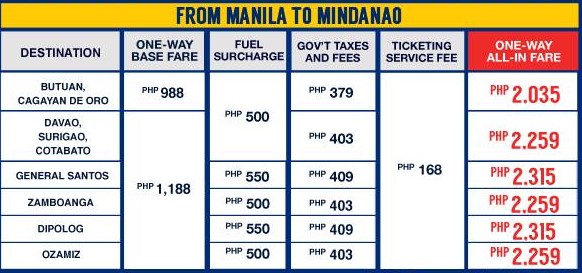 FROM MANILA TO MINDANAO
DESTINATION
ONE-WAY
BASE FARE
FUEL
SURCHARGE
GOV'T TAXES
AND FEES
TICKETING
SERVICE FEE
ONE-WAY
ALL-IN FARE
BUTUAN,
CAGAYAN DE ORO
PHP 988
PHP 500
PHP 379
PHP 168
PHP 2.035
DAVAO,
SURIGAO,
COTABATO
PHP 1,188
PHP 403
PHP 2.259
GENERAL SANTOS
PHP 550
PHP 409
PHP 2.315
ZAMBOANGA
PHP 500
PHP 403
PHP 2.259
DIPOLOG
PHP 550
PHP 409
PHP 2.315
OZAMIZ
PHP 500
PHP 403
PHP 2.259